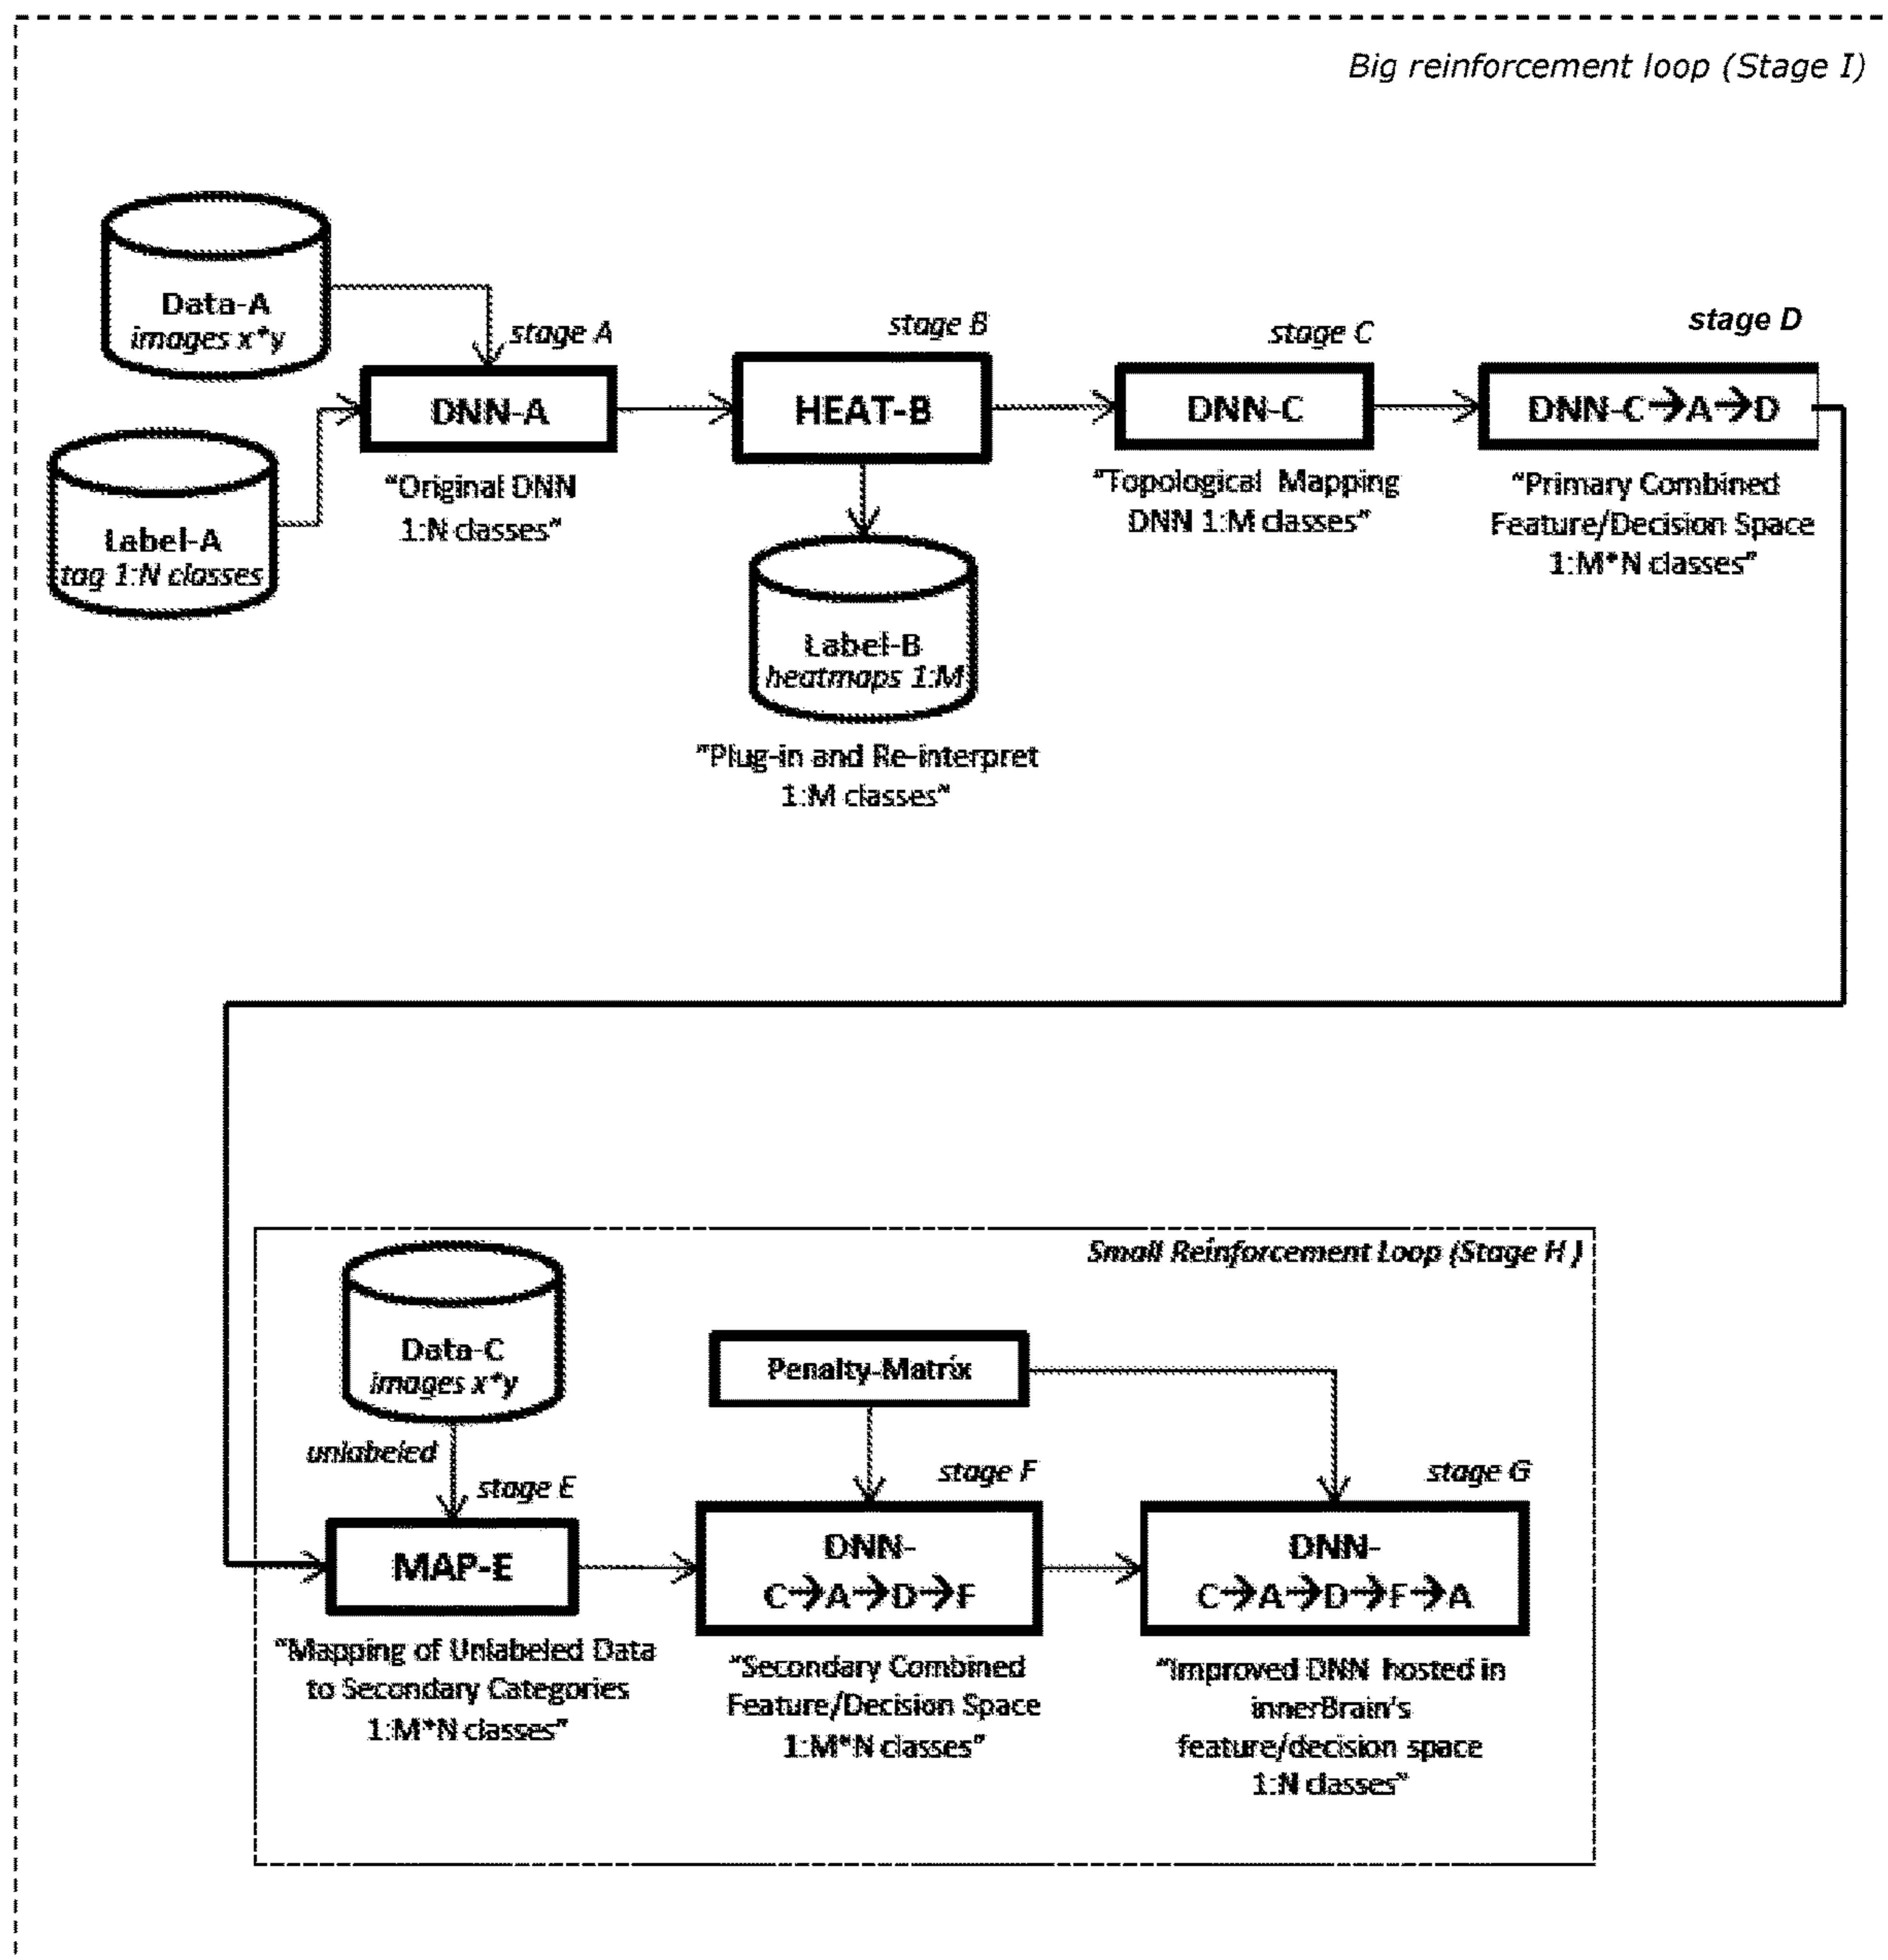 Big reinforcement loop (Stage I)
Data-A
images x*y
stage A
stage B
stage C
stage D
DNN-A
HEAT-B
DNN-C
DNN-C→A→D
Label-A
tag 1:N classes
"Original DNN
1:N classes"
"Topological Mapping
DNN 1:M classes"
"Primary Combined
Feature/Decision Space
1:M*N classes"
Label-B
heatmaps 1:M
"Plug-in and Re-interpret
1:M classes"
Small Reinforcement Loop (Stage H )
Data-C
images x*y
unlabeled
Penalty-Matrix
stage E
stage F
stage G
MAP-E
DNN-
C→A→D→F
DNN-
C→A→D→F→A
"Mapping of Unlabeled Data
to Secondary Categories
1:M*N classes"
"Secondary Combined
Feature/Decision Space
1:M*N classes"
"Improved DNN hosted in
innerBrain's
feature/decision space
1:N classes"